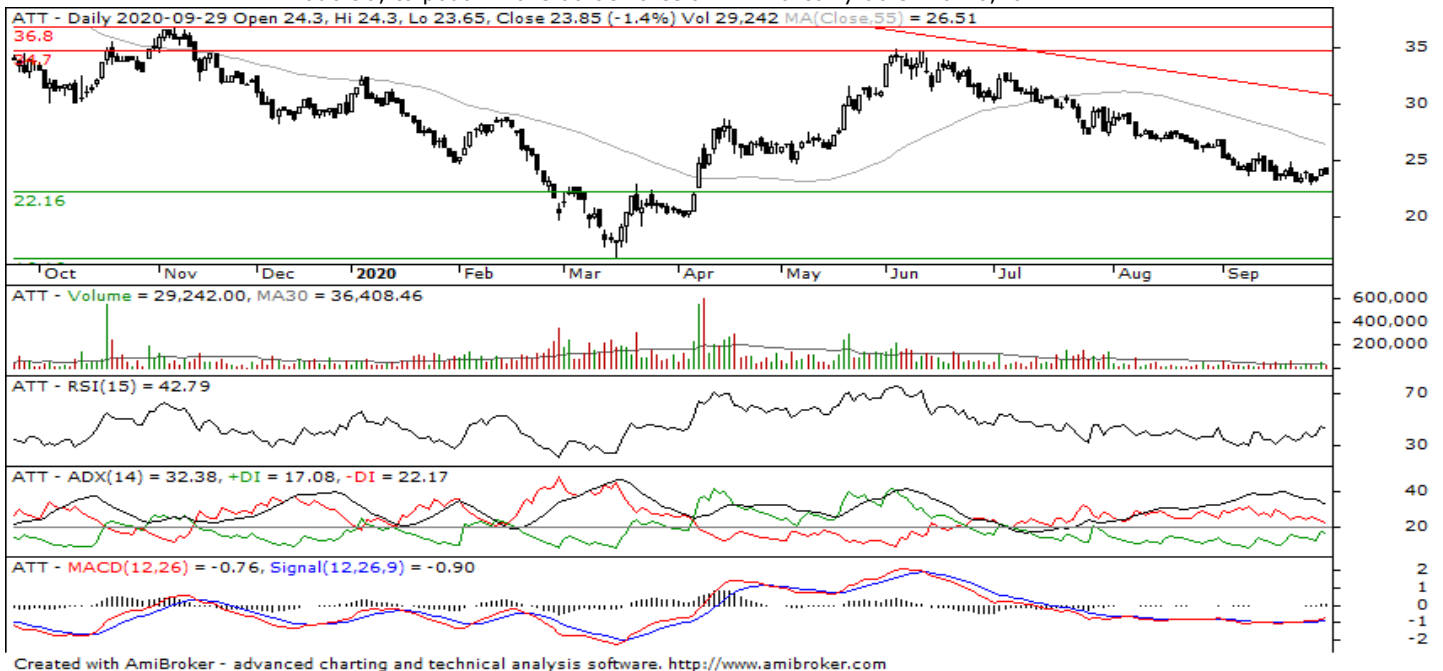 ATT - Daily 2020-09-29 Open 24.3, Hi 24.3, Lo 23.65, Close 23.85 (-1.4%) Vol 29,242 MA(Close,55) = 26.51
36.8
35
30
25
22.16
20
Oct Nov Dec 2020 Feb Mar Apr May Jun Jul Aug Sep
ATT - Volume = 29,242.00, MA30 = 36,408.46
600,000
400,000
200,000
ATT - RSI(15) = 42.79
70
30
ATT - ADX(14) = 32.38, +DI = 17.08, -DI = 22.17
40
20
ATT - MACD(12,26) = -0.76, Signal(12,26,9) = -0.90
2
1
0
-1
-2
Created with AmiBroker - advanced charting and technical analysis software. http://www.amibroker.com